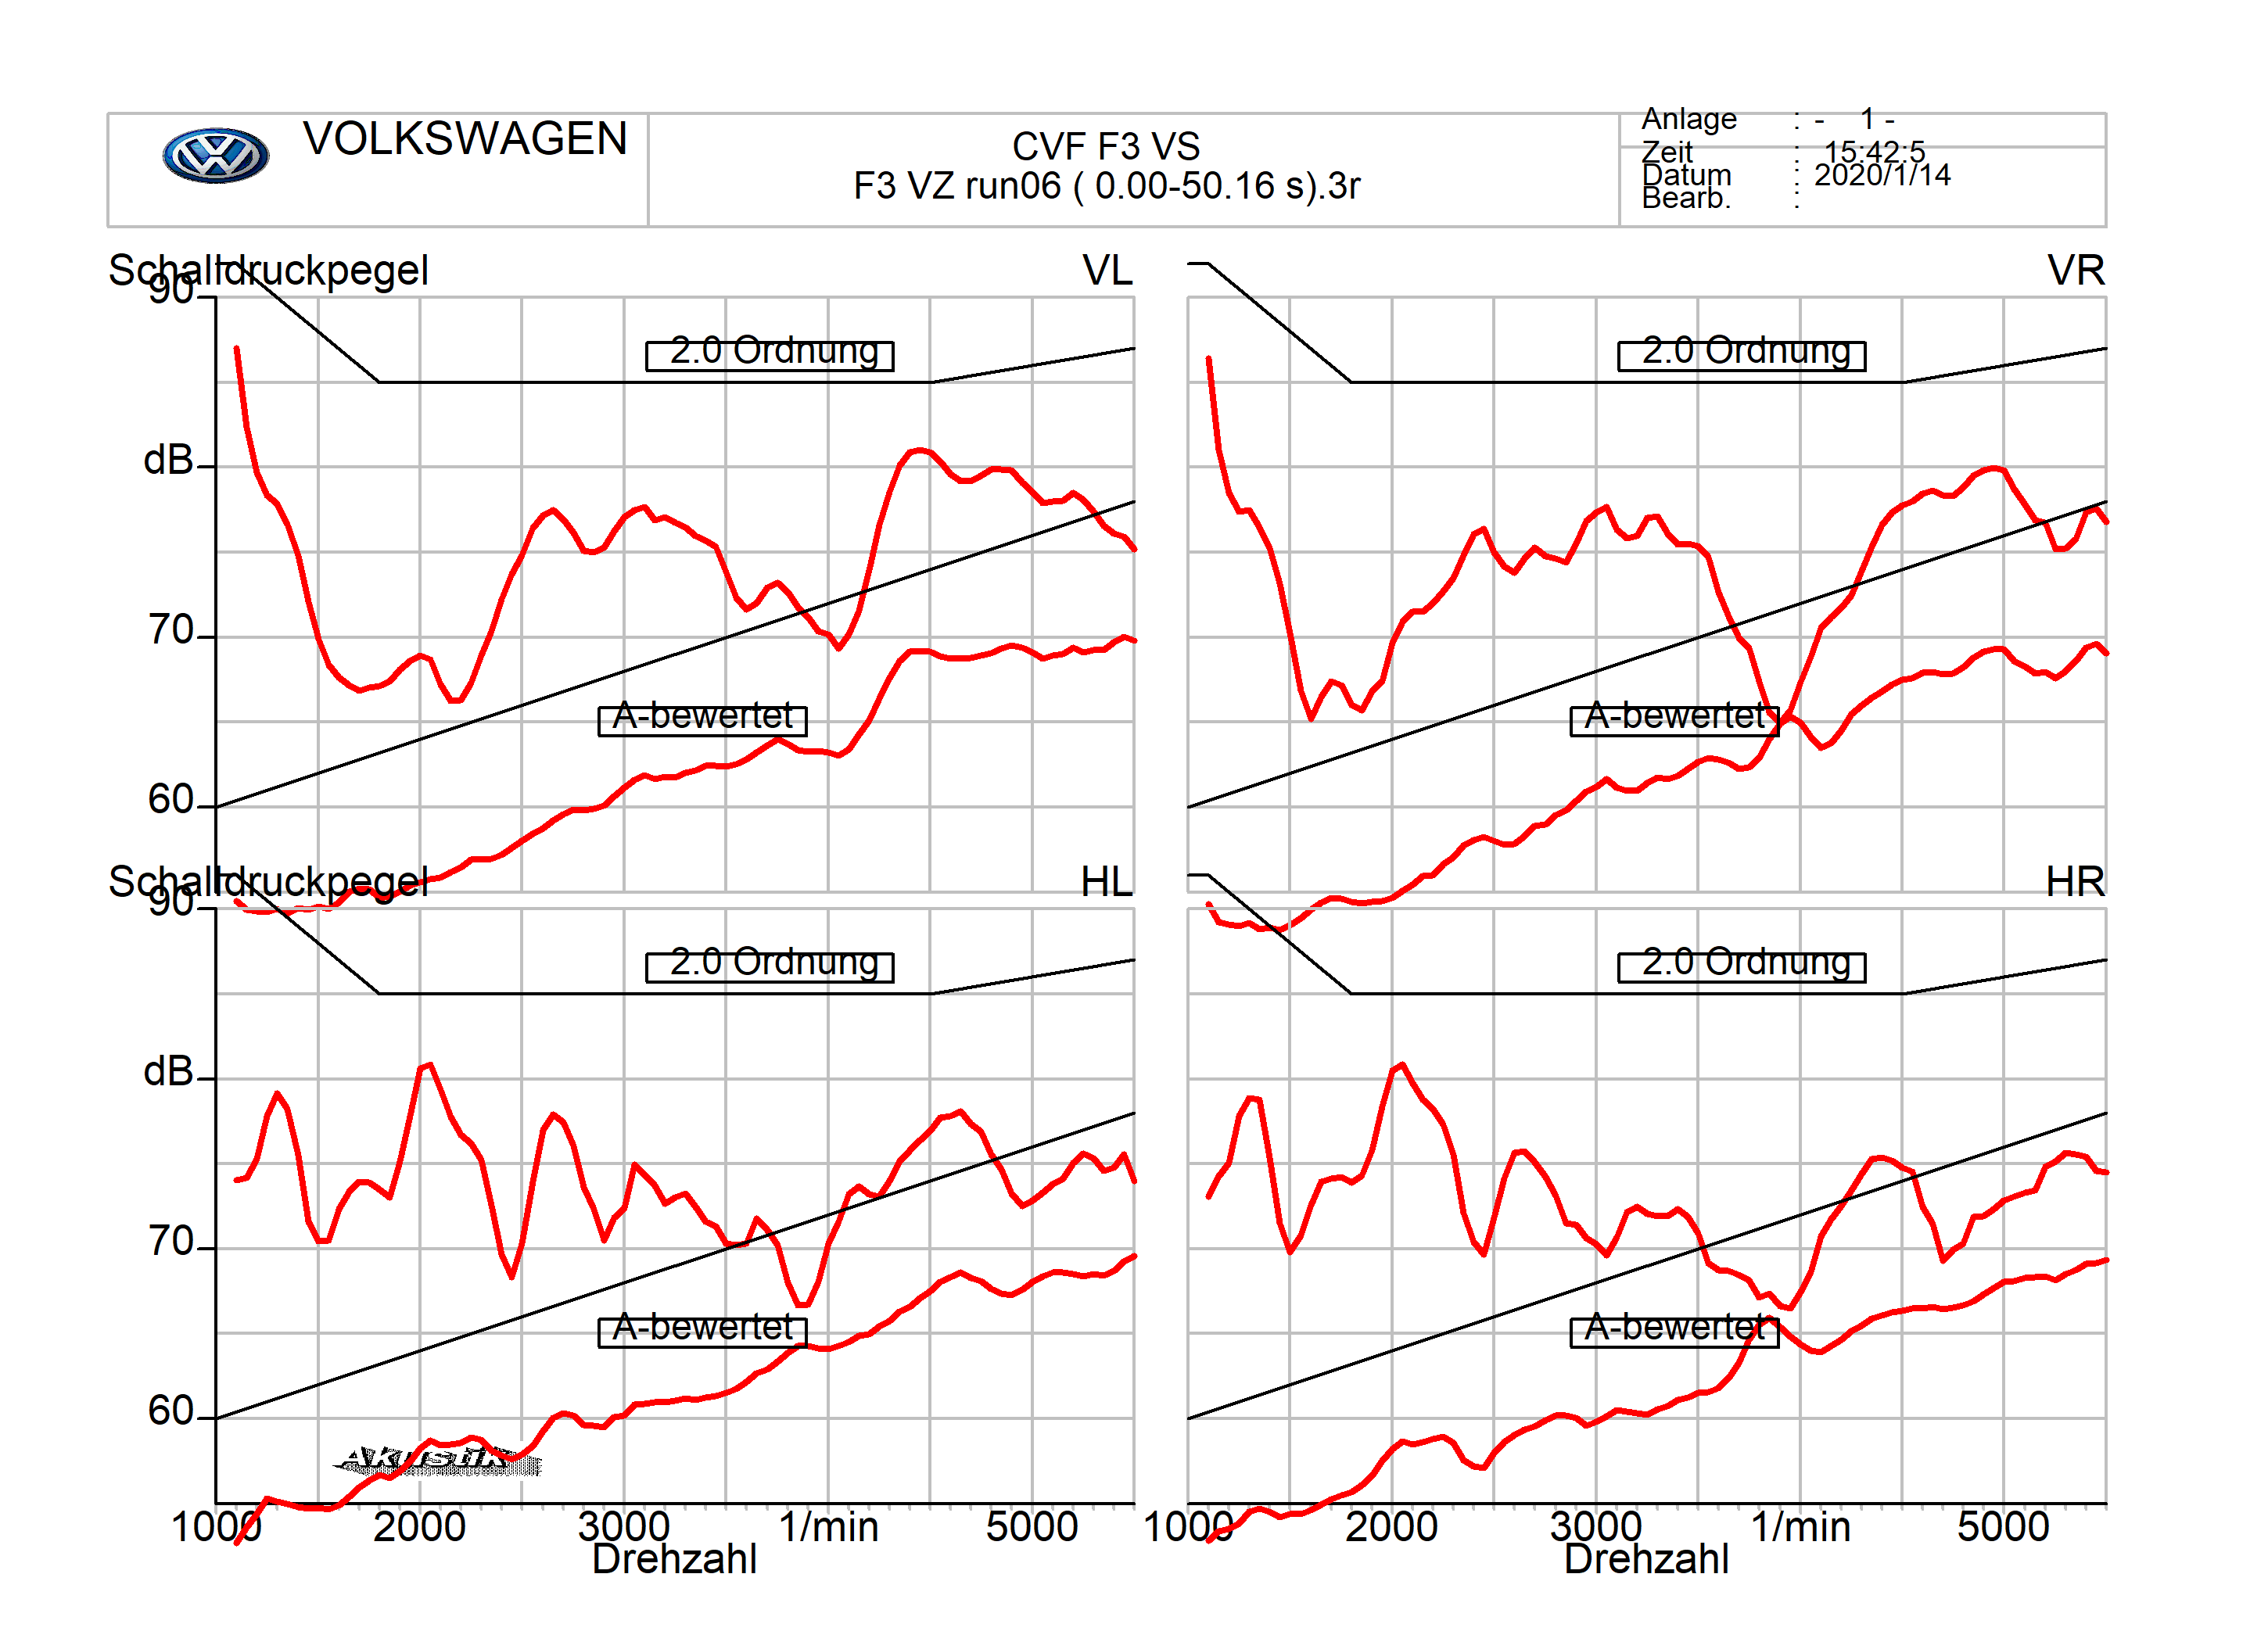 VOLKSWAGEN
CVF F3 VS
F3 VZ run06 ( 0.00-50.16 s).3r
Anlage : - 1 -
Zeit : 15:42:5
Datum : 2020/1/14
Bearb. :
Schalldruckpegel VL
VR
90
2.0 Ordnung
2.0 Ordnung
dB
70
A-bewertet
A-bewertet
60
Schalldruckpegel HL
HR
90
2.0 Ordnung
2.0 Ordnung
dB
70
A-bewertet
A-bewertet
60
Akustik
1000 2000 3000 1/min 5000
1000 2000 3000 1/min 5000
Drehzahl
Drehzahl